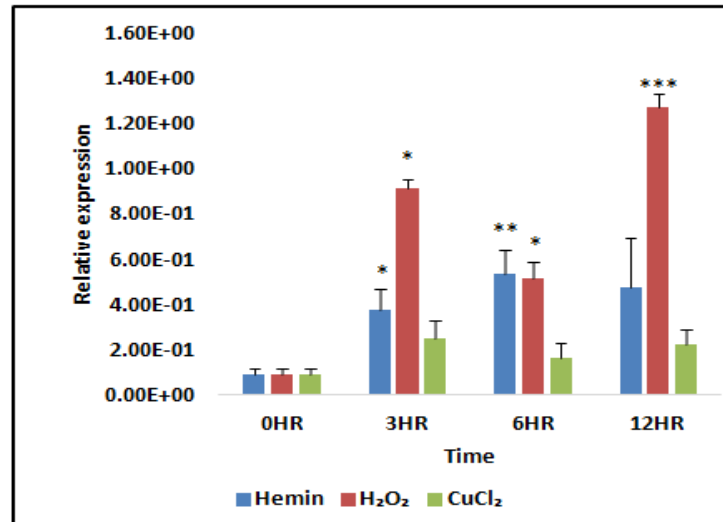 1.60E+00
1.40E+00
1.20E+00
1.00E+00
8.00E-01
6.00E-01
4.00E-01
2.00E-01
0.00E+00
Relative expression
*
*
**
*
***
0HR 3HR 6HR 12HR
Time
Hemin H₂O₂ CuCl₂